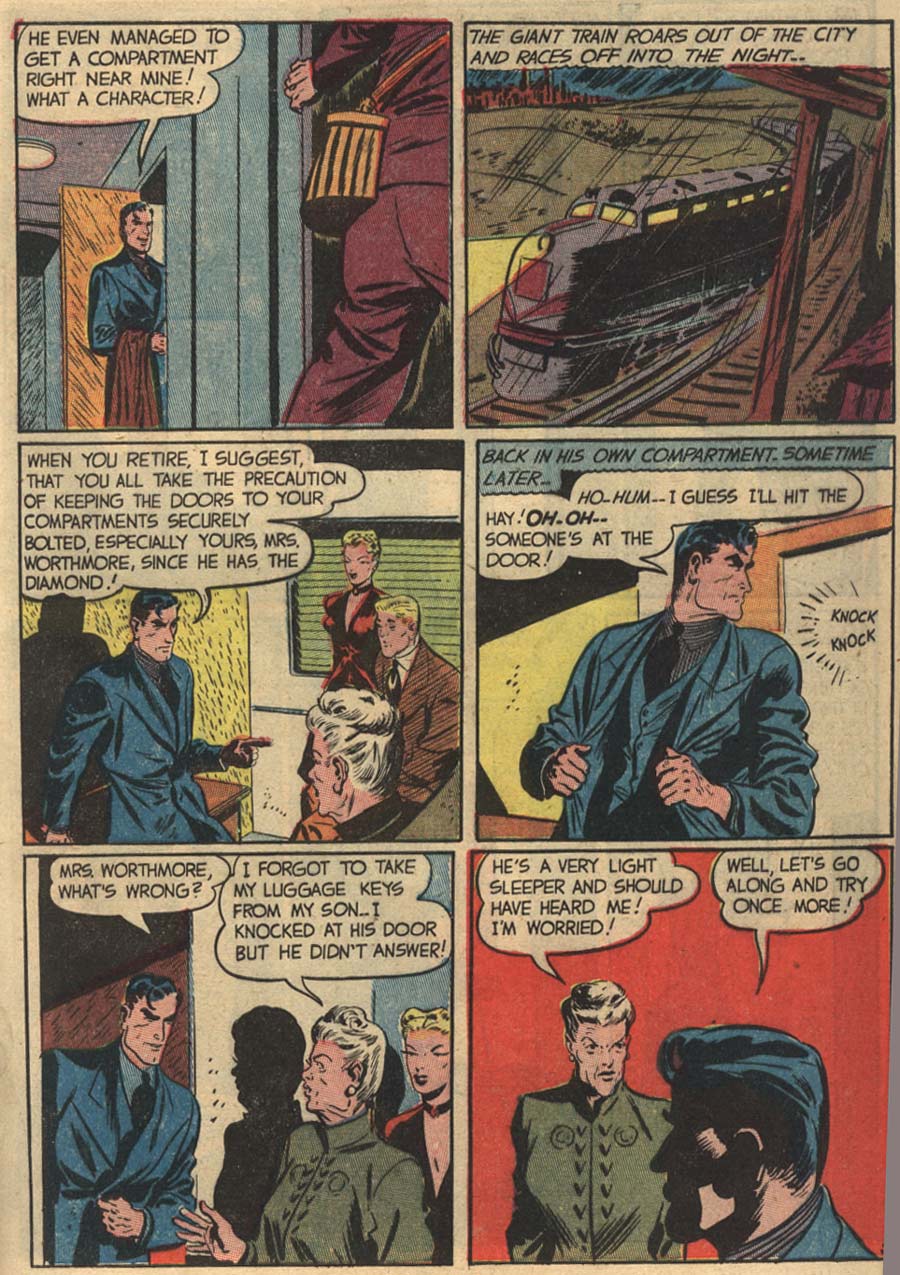 HE EVEN MANAGED TO
GET A COMPARTMENT
RIGHT NEAR MINE!
WHAT A CHARACTER!
THE GIANT TRAIN ROARS OUT OF THE CITY
AND RACES OFF INTO THE NIGHT--
WHEN YOU RETIRE, I SUGGEST,
THAT YOU ALL TAKE THE PRECAUTION
OF KEEPING THE DOORS TO YOUR
COMPARTMENTS SECURELY
BOLTED, ESPECIALLY YOURS, MRS.
WORTHMORE, SINCE HE HAS THE
DIAMOND!
BACK IN HIS OWN COMPARTMENT- SOMETIME
LATER--
HO-HUM-- I GUESS I'LL HIT THE
HAY! OH-OH--
SOMEONE'S AT THE
DOOR!
KNOCK
KNOCK
MRS. WORTHMORE,
WHAT'S WRONG?
I FORGOT TO TAKE
MY LUGGAGE KEYS
FROM MY SON--I
KNOCKED AT HIS DOOR
BUT HE DIDN'T ANSWER!
HE'S A VERY LIGHT
SLEEPER AND SHOULD
HAVE HEARD ME!
I'M WORRIED!
WELL, LET'S GO
ALONG AND TRY
ONCE MORE!